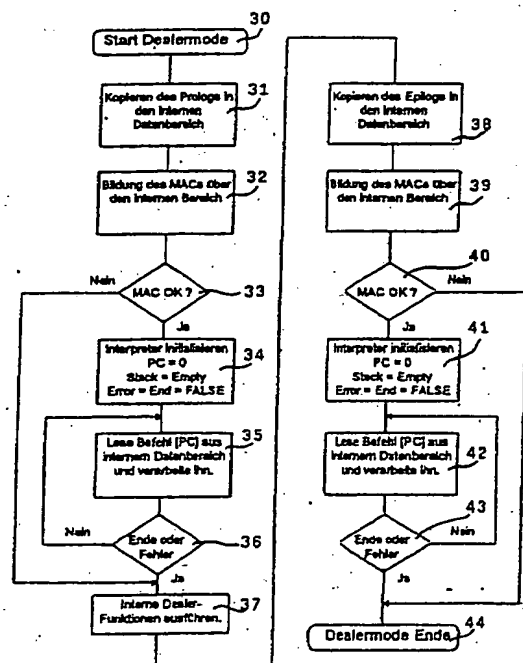 Start Dealermode
30
Kopieren des Prologs in
den internen
Datenbereich
31
Bildung des MACs über
den internen Bereich
32
Nein
MAC OK ?
33
Ja
Interpreter initialisieren
PC = 0
Stack = Empty
Error = End = FALSE
34
Lese Befehl [PC] aus
internem Datenbereich
und verarbeite ihn.
35
Nein
Ende oder
Fehler
36
Ja
Interne Dealer-
Funktionen ausführen.
37
Kopieren des Epilogs in
den internen
Datenbereich
38
Bildung des MACs über
den internen Bereich
39
40
MAC OK ?
Nein
Ja
Interpreter initialisieren
PC = 0
Stack = Empty
Error = End = FALSE
41
Lese Befehl [PC] aus
internem Datenbereich
und verarbeite ihn.
42
43
Ende oder
Fehler
Nein
Ja
Dealermode Ende
44